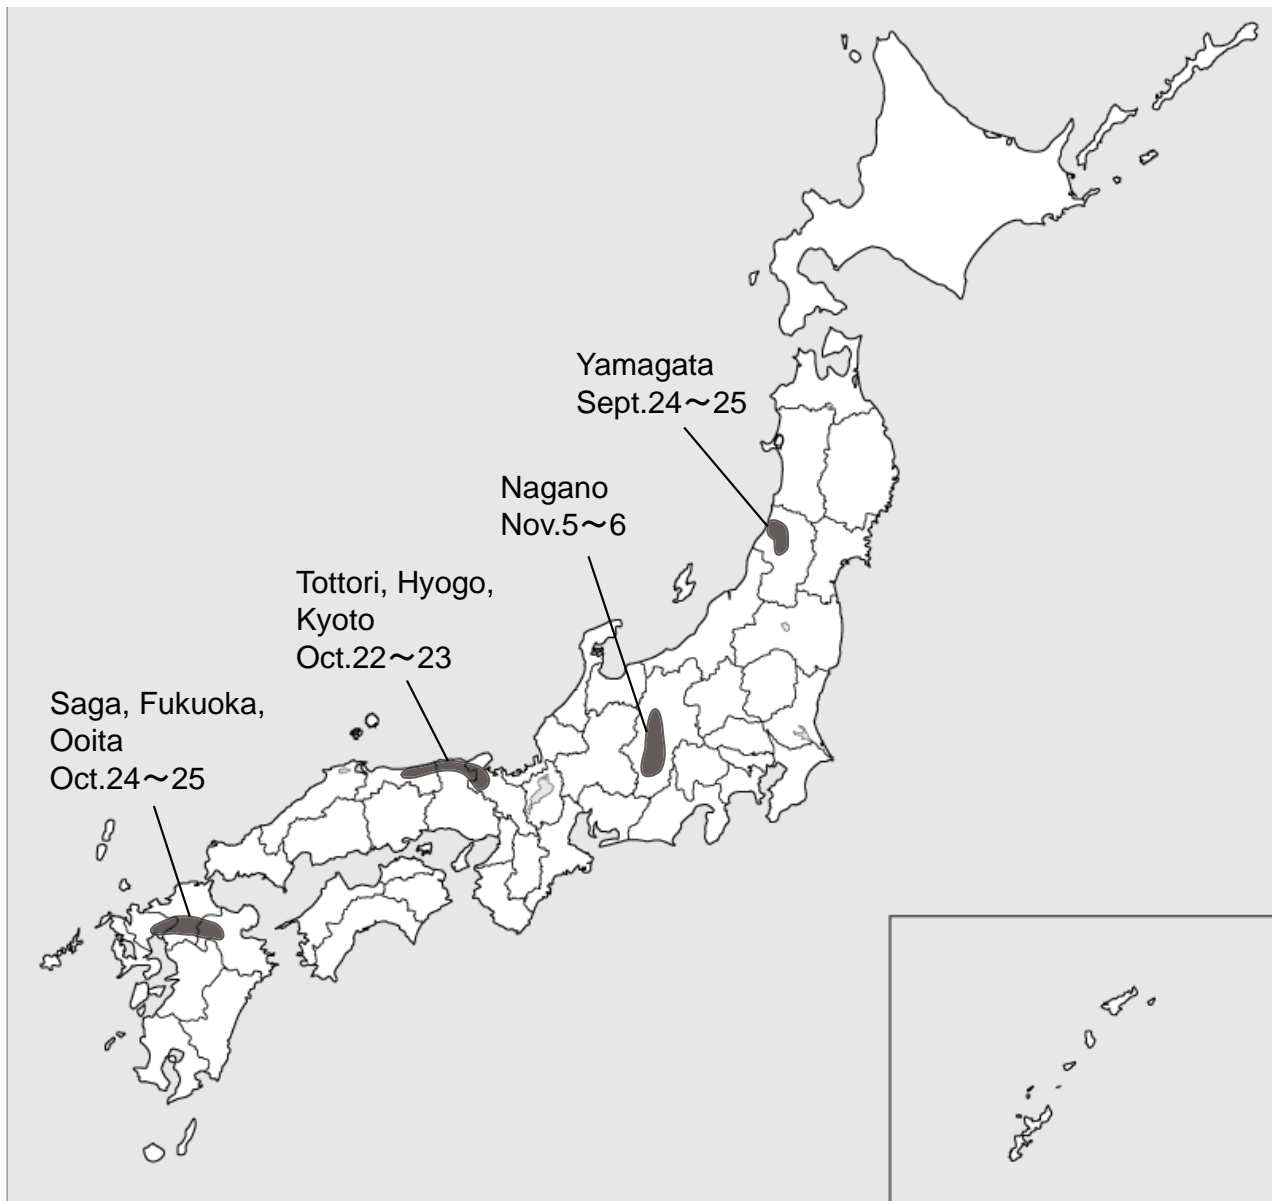 Yamagata
Sept.24～25
Nagano
Nov.5～6
Tottori, Hyogo,
Kyoto
Oct.22～23
Saga, Fukuoka,
Ooita
Oct.24～25